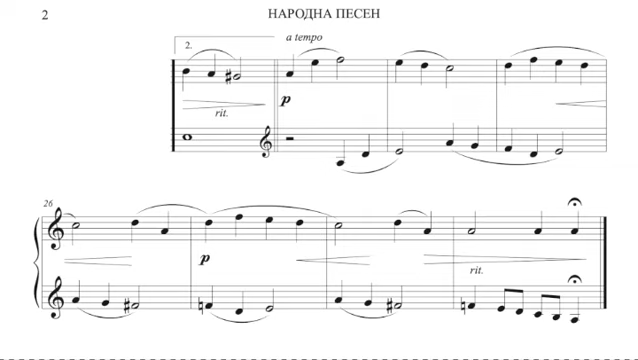 2
НАРОДНА ПЕСЕН
2.
a tempo
p
rit.
26
p
rit.